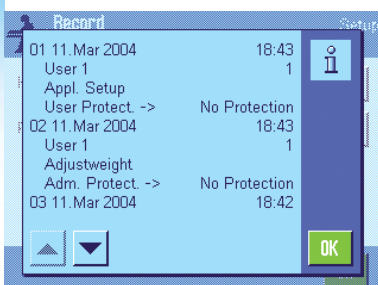 Record
Setup
01 11.Mar 2004 18:43
User 1 1
Appl. Setup
User Protect. -> No Protection
02 11.Mar 2004 18:43
User 1 1
Adjustweight
Adm. Protect. -> No Protection
03 11.Mar 2004 18:42
OK